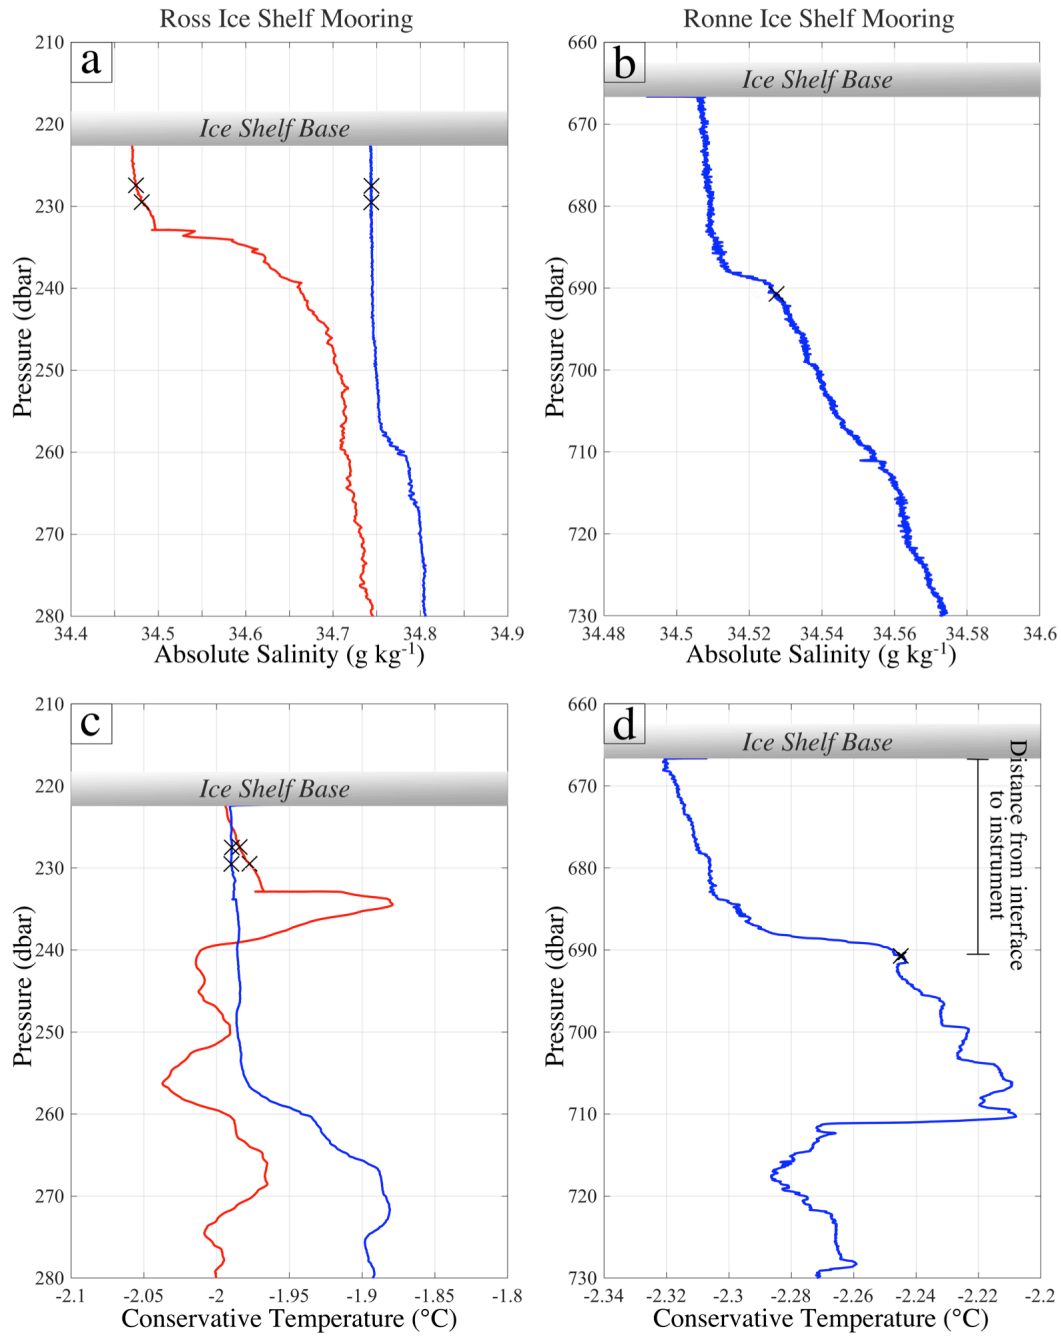 Ross Ice Shelf Mooring
Ronne Ice Shelf Mooring
a
Ice Shelf Base
210
220
230
240
250
260
270
280
Pressure (dbar)
34.4 34.5 34.6 34.7 34.8 34.9
Absolute Salinity (g kg-1)
b
Ice Shelf Base
660
670
680
690
700
710
720
730
Pressure (dbar)
34.48 34.5 34.52 34.54 34.56 34.58 34.6
Absolute Salinity (g kg-1)
c
Ice Shelf Base
210
220
230
240
250
260
270
280
Pressure (dbar)
-2.1 -2.05 -2 -1.95 -1.9 -1.85 -1.8
Conservative Temperature (°C)
d
Ice Shelf Base
Distance from interface
to instrument
660
670
680
690
700
710
720
730
Pressure (dbar)
-2.34 -2.32 -2.3 -2.28 -2.26 -2.24 -2.22 -2.2
Conservative Temperature (°C)